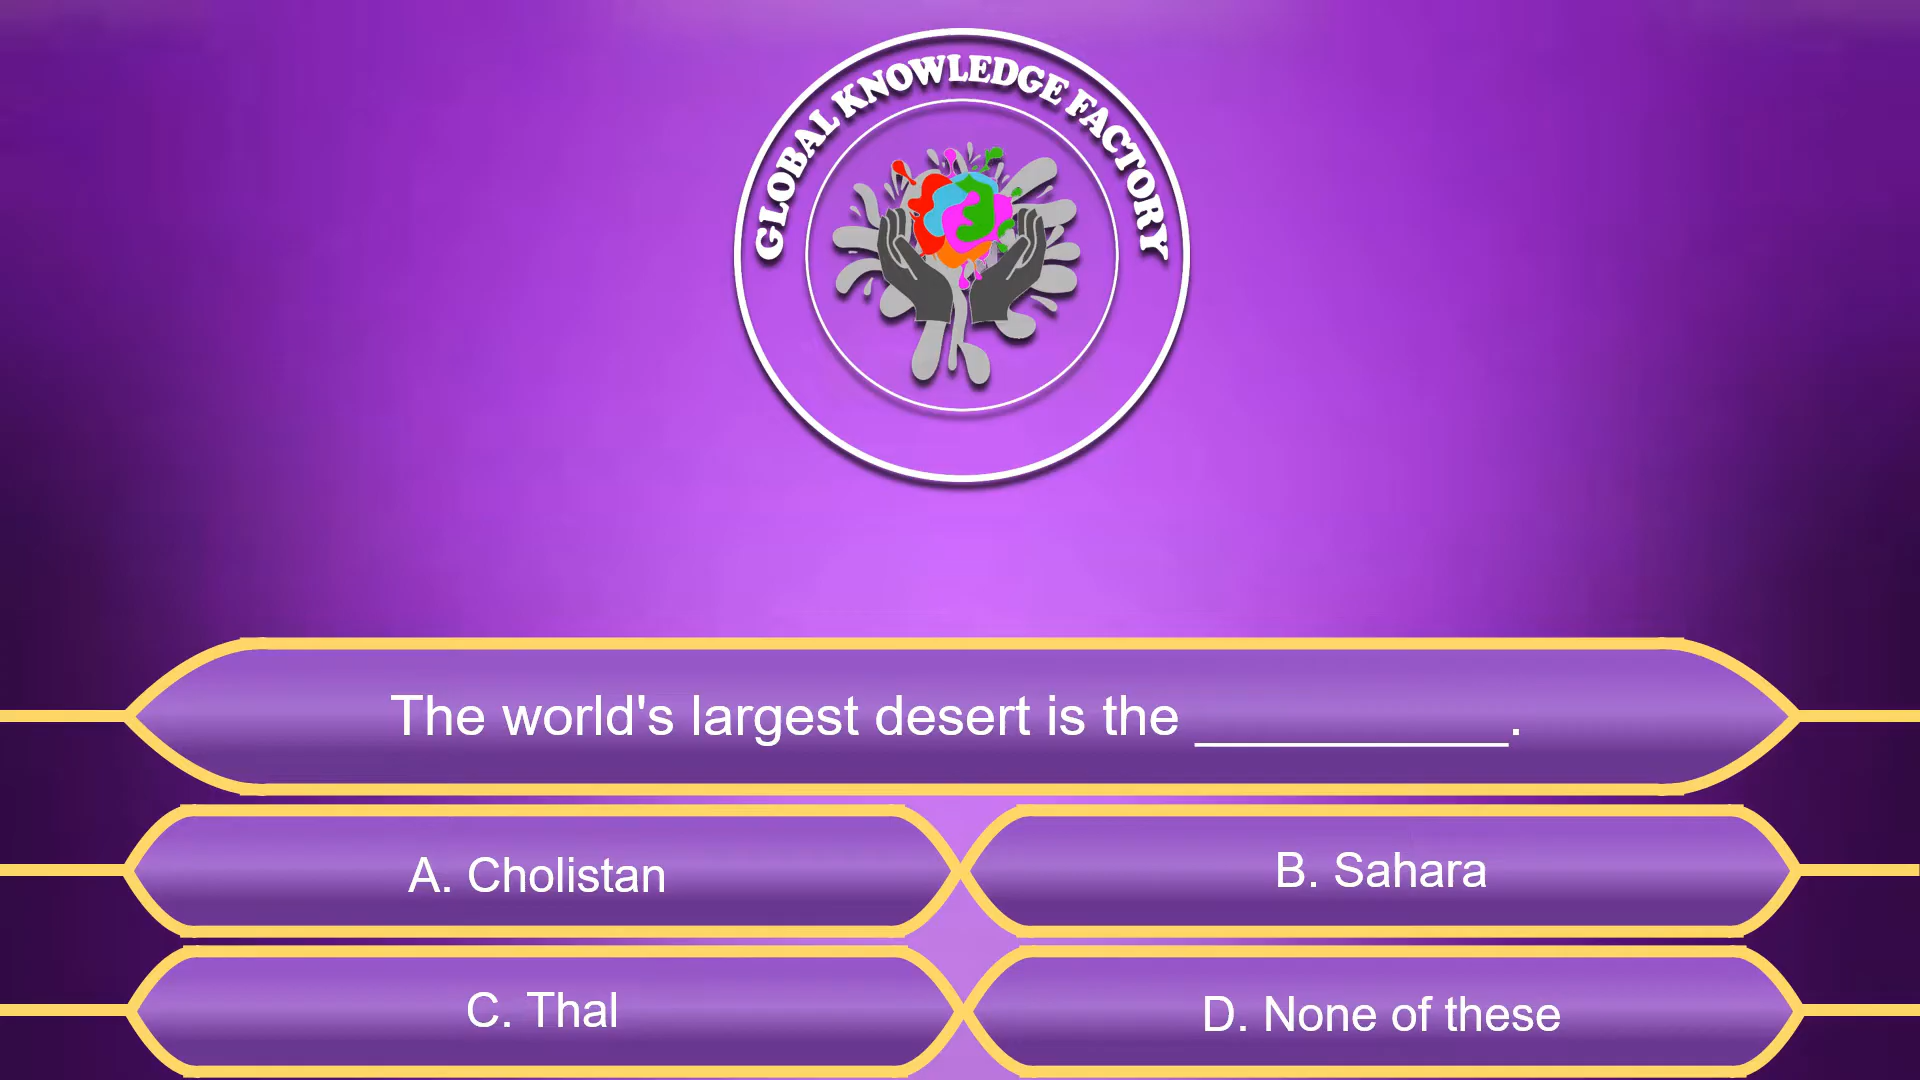 GLOBAL KNOWLEDGE FACTORY
The world's largest desert is the __________.
A. Cholistan
B. Sahara
C. Thal
D. None of these